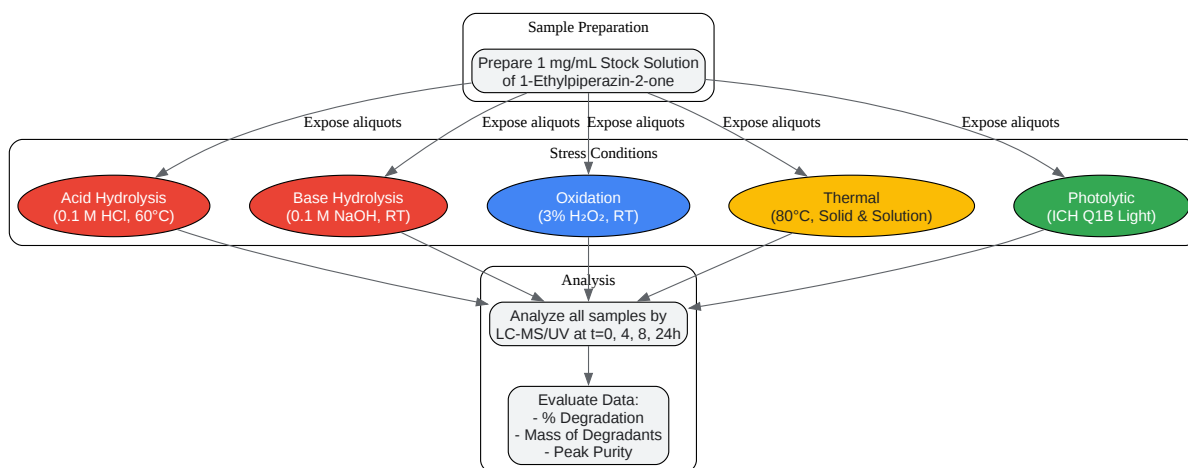 Sample Preparation
Prepare 1 mg/mL Stock Solution
of 1-Ethylpiperazin-2-one
Expose aliquots
Expose aliquots
Expose aliquots
Expose aliquots
Expose aliquots
Stress Conditions
Acid Hydrolysis
(0.1 M HCl, 60°C)
Base Hydrolysis
(0.1 M NaOH, RT)
Oxidation
(3% H₂O₂, RT)
Thermal
(80°C, Solid & Solution)
Photolytic
(ICH Q1B Light)
Analysis
Analyze all samples by
LC-MS/UV at t=0, 4, 8, 24h
Evaluate Data:
- % Degradation
- Mass of Degradants
- Peak Purity